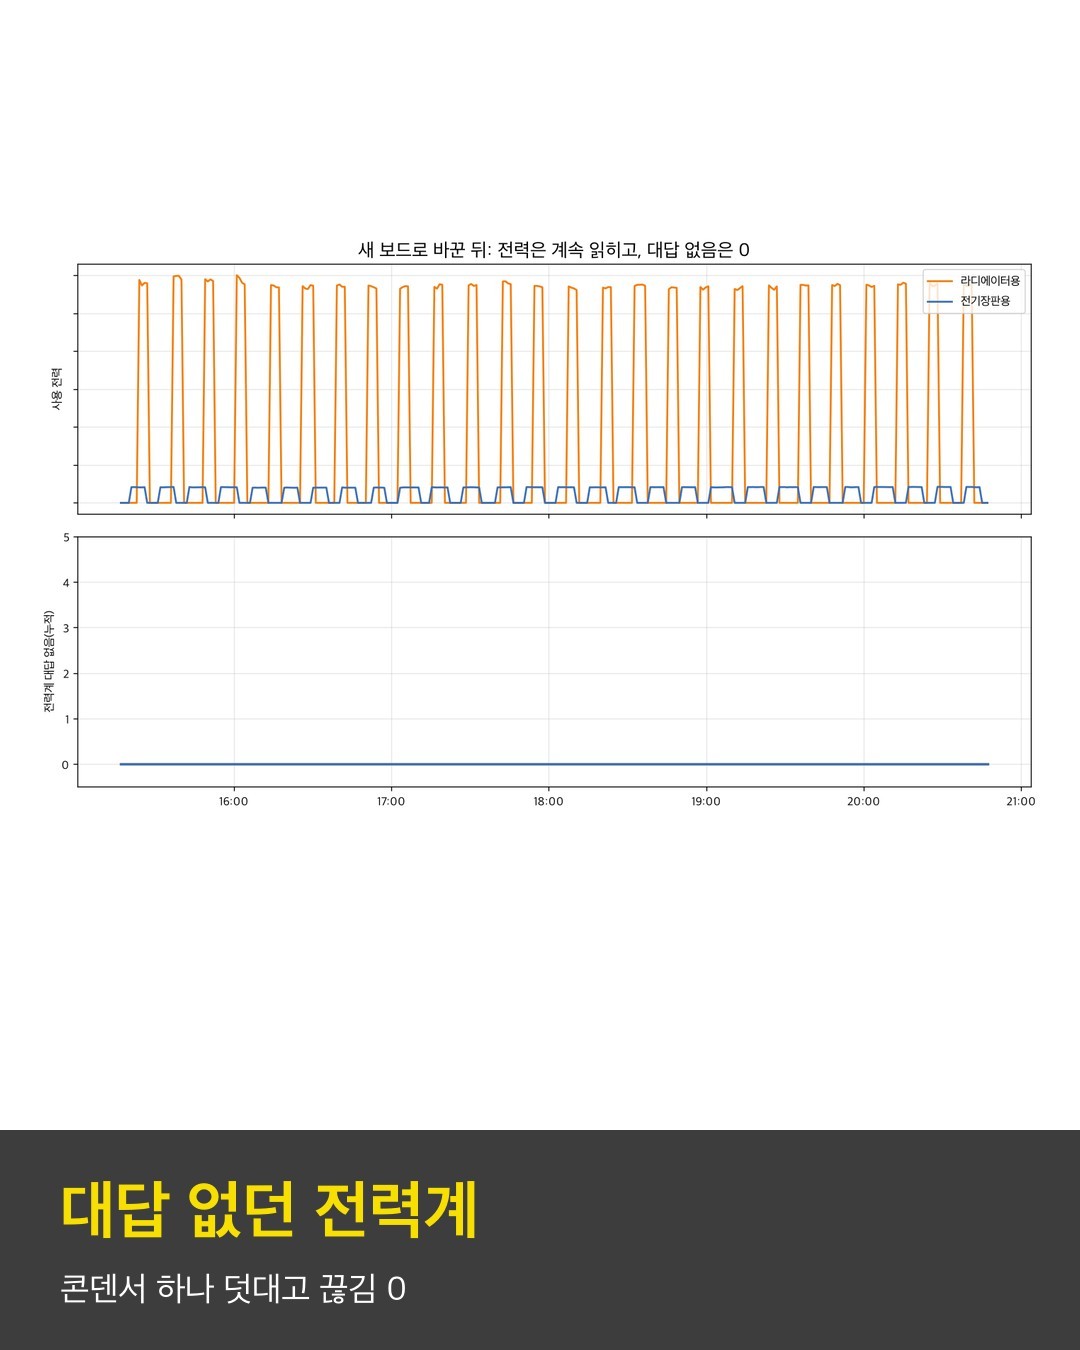 새 보드로 바꾼 뒤: 전력은 계속 읽히고, 대답 없음은 0
라디에이터용
전기장판용
사용 전력
5
4
3
2
1
0
전력계 대답 없음(누적)
16:00 17:00 18:00 19:00 20:00 21:00
대답 없던 전력계
콘덴서 하나 덧대고 끊김 0